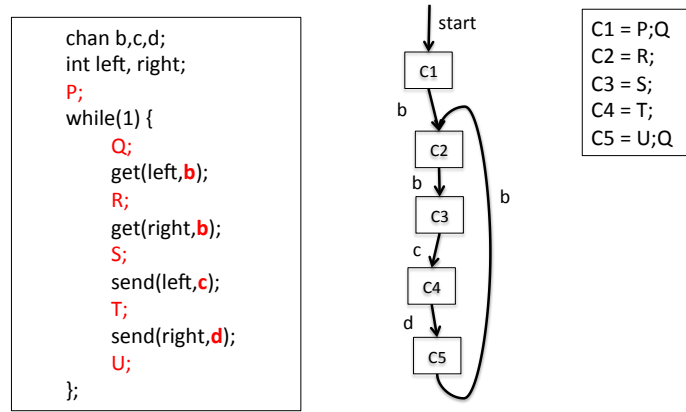 chan b,c,d;
int left, right;
P;
while(1) {
Q;
get(left,b);
R;
get(right,b);
S;
send(left,c);
T;
send(right,d);
U;
};
start
C1
b
C2
b
b
C3
c
C4
d
C5
C1 = P;Q
C2 = R;
C3 = S;
C4 = T;
C5 = U;Q